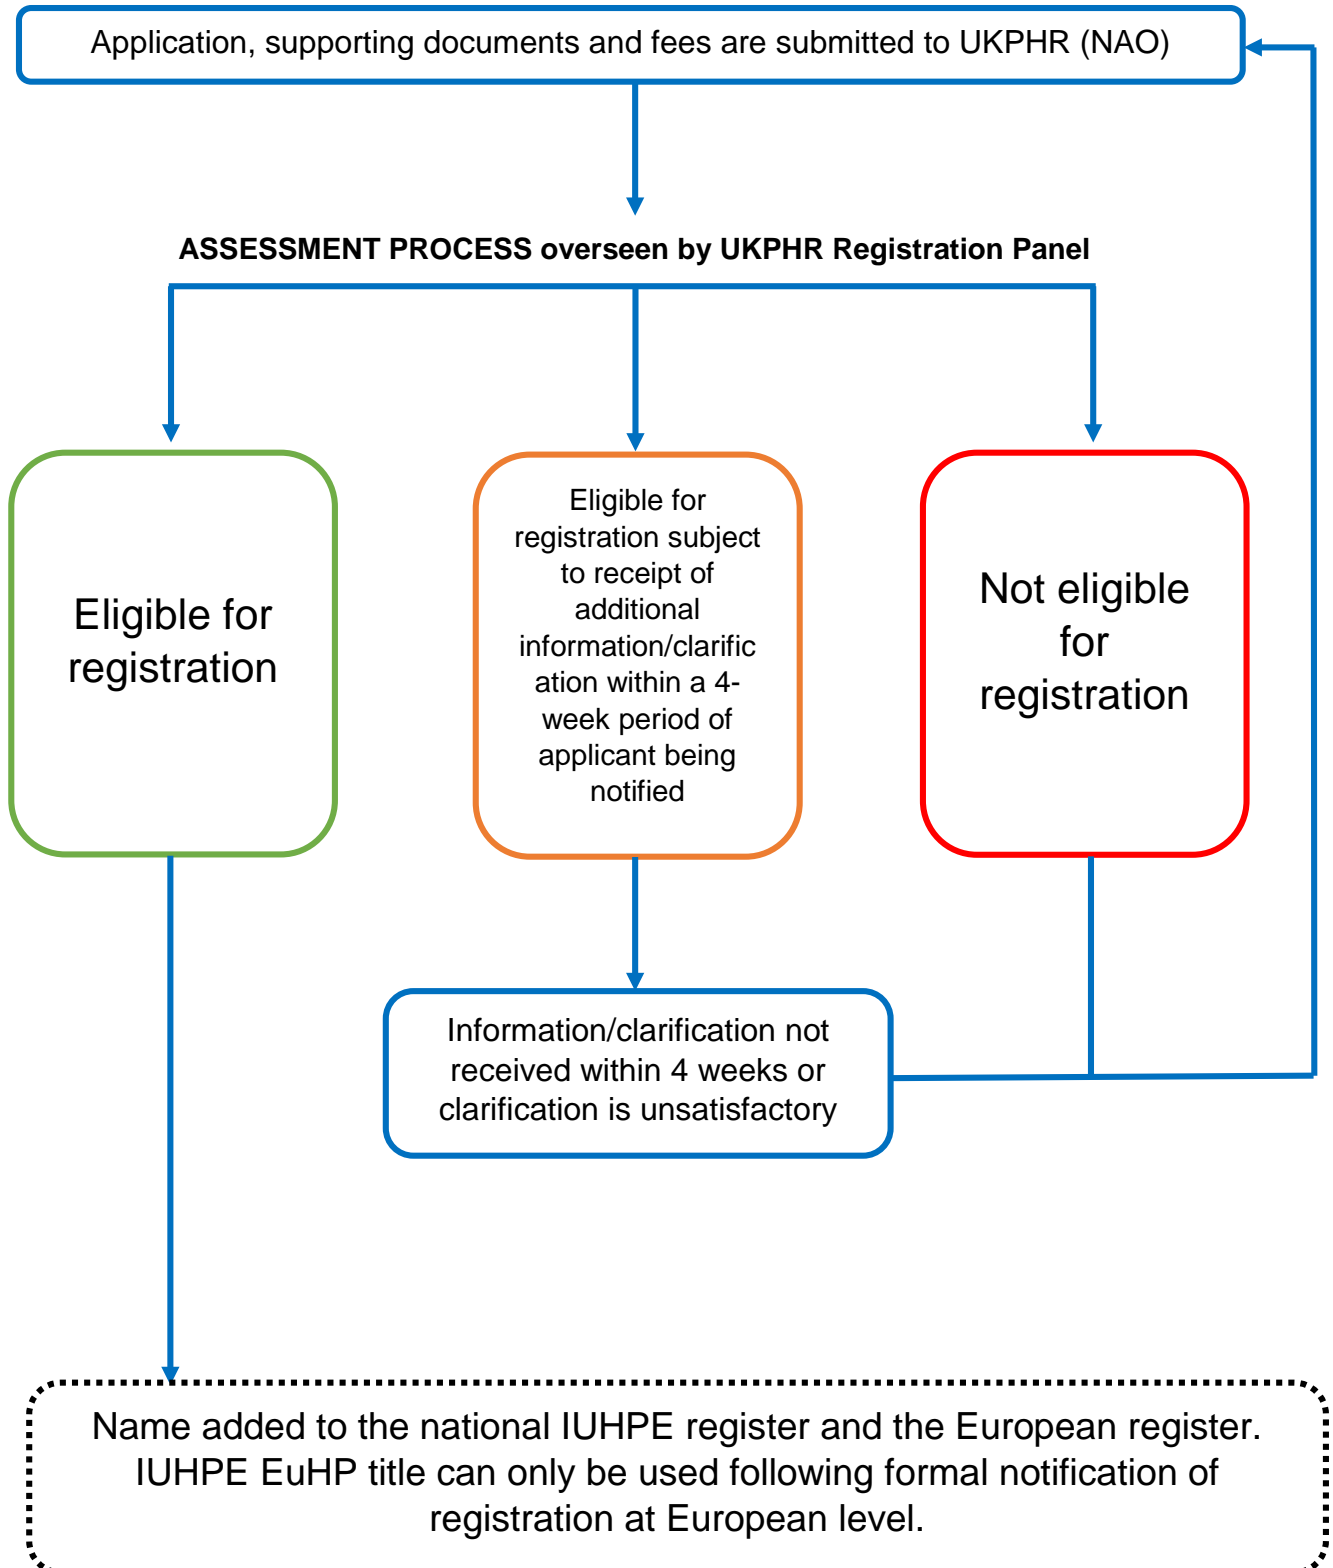 Application, supporting documents and fees are submitted to UKPHR (NAO)
ASSESSMENT PROCESS overseen by UKPHR Registration Panel
Eligible for
registration
Eligible for
registration subject
to receipt of
additional
information/clarific
ation within a 4-
week period of
applicant being
notified
Not eligible
for
registration
Information/clarification not
received within 4 weeks or
clarification is unsatisfactory
Name added to the national IUHPE register and the European register.
IUHPE EuHP title can only be used following formal notification of
registration at European level.